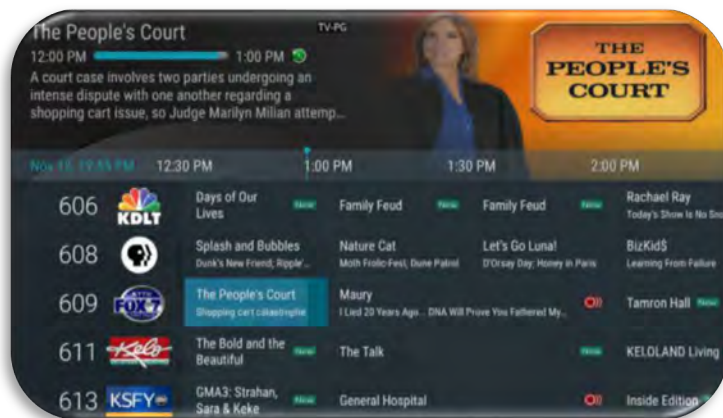 The People's Court
TV-PG
12:00 PM 1:00 PM
A court case involves two parties undergoing an
intense dispute with one another regarding a
shopping cart issue, so Judge Marilyn Milian attemp...
THE
PEOPLE'S
COURT
12:30 PM 1:00 PM 1:30 PM 2:00 PM
606 KDLT Days of Our
Lives New Family Feud New Family Feud New Rachael Ray
Today's Show Is No Sno
608 Splash and Bubbles Nature Cat Let's Go Luna! BizKid$
Dunk's New Friend; Ripple'... Moth Frolic Fest; Dune Patrol D'Orsay Day; Honey in Paris Learning From Failure
609 FOX 7 The People's Court Maury Tamron Hall New
Shopping cart catastrophe I Lied 20 Years Ago... DNA Will Prove You Fathered My...
611 Kelo The Bold and the
Beautiful New The Talk New KELOLAND Living
613 KSFY GMA3: Strahan,
Sara & Keke New General Hospital Inside Edition